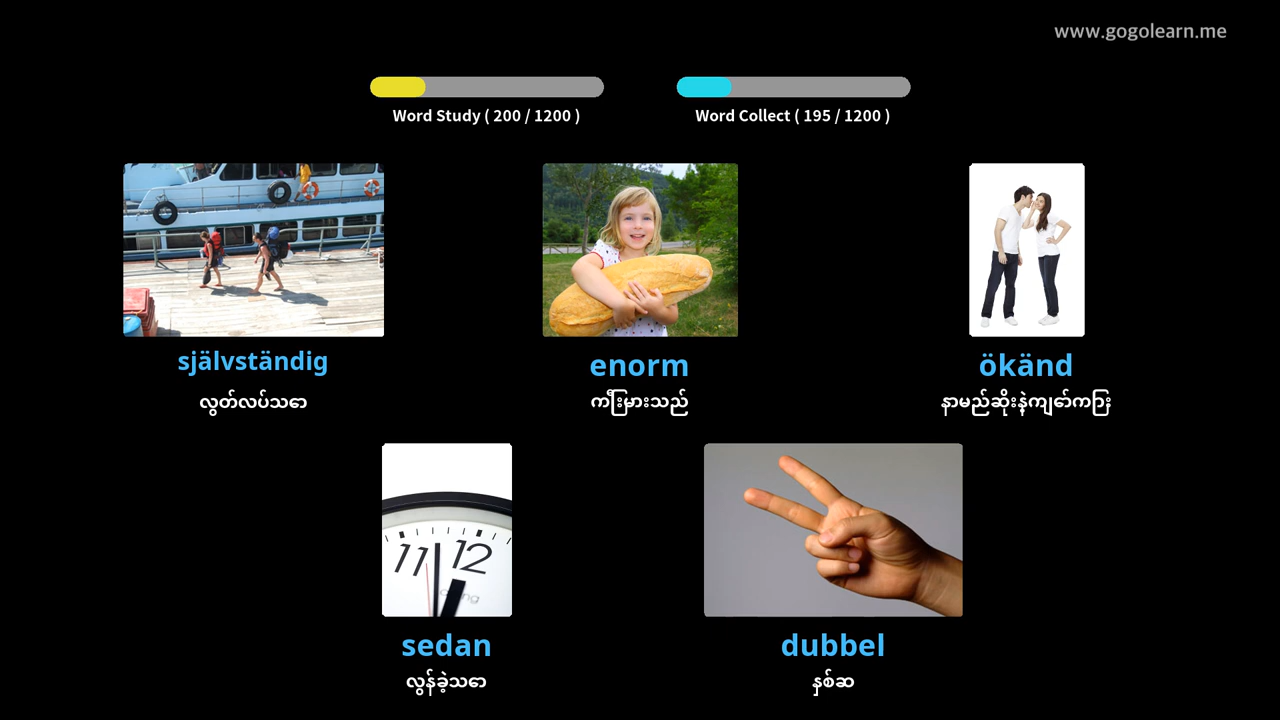 www.gogolearn.me
Word Study ( 200 / 1200 )
Word Collect ( 195 / 1200 )
självständig
လွတ်လပ်သော
enorm
ကြီးမားသည်
ökänd
နာမည်ဆိုးနဲ့ကျော်ကြား
11 12
sedan
လွန်ခဲ့သော
dubbel
နှစ်ဆ